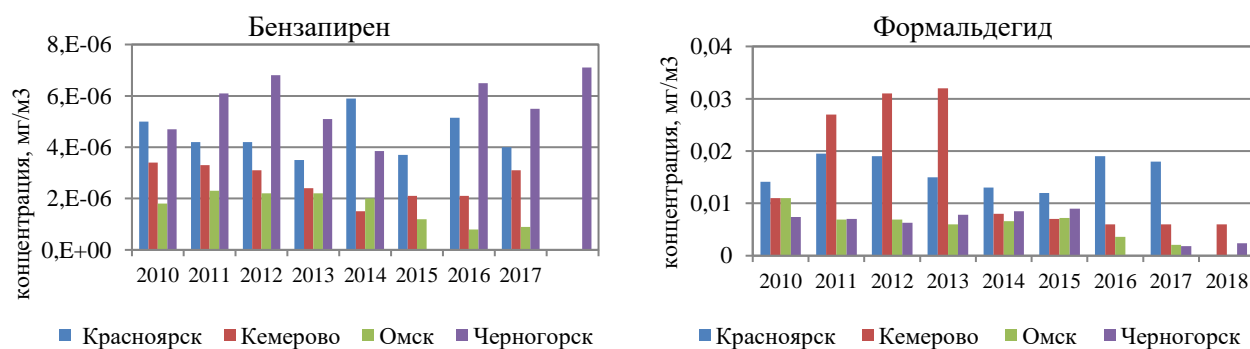 Бензапирен
8,E-06
6,E-06
4,E-06
2,E-06
0,E+00
концентрация, мг/м3
2010 2011 2012 2013 2014 2015 2016 2017
Красноярск Кемерово Омск Черногорск
Формальдегид
0,04
0,03
0,02
0,01
0
концентрация, мг/м3
2010 2011 2012 2013 2014 2015 2016 2017 2018
Красноярск Кемерово Омск Черногорск